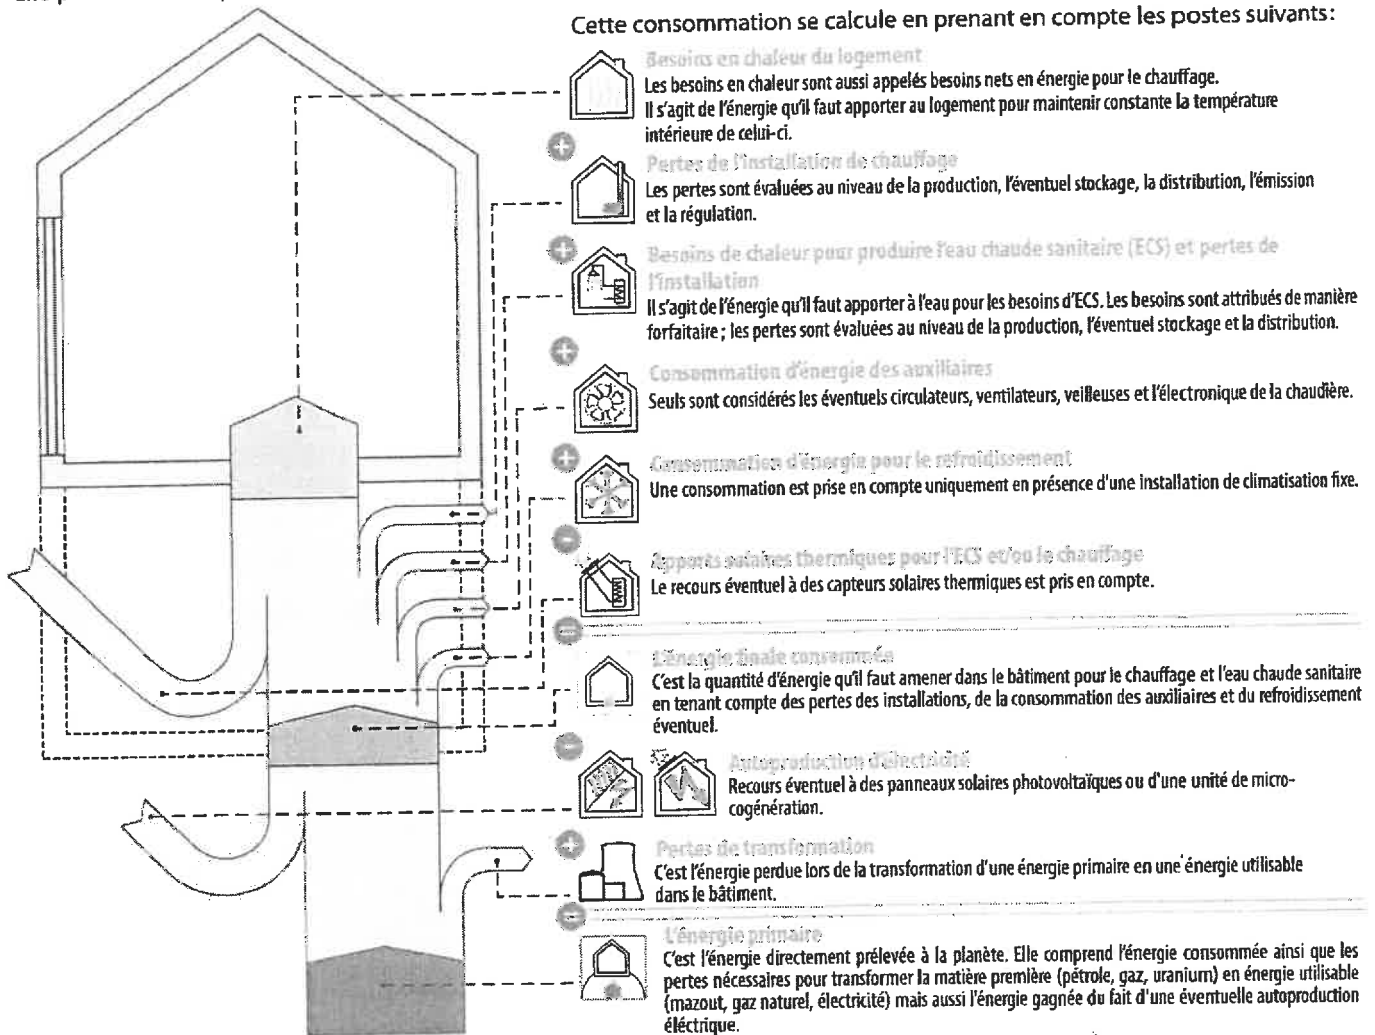 Cette consommation se calcule en prenant en compte les postes suivants:
Besoins en chaleur du logement
Les besoins en chaleur sont aussi appelés besoins nets en énergie pour le chauffage.
Il s'agit de l'énergie qu'il faut apporter au logement pour maintenir constante la température
intérieure de celui-ci.
Pertes de l'installation de chauffage
Les pertes sont évaluées au niveau de la production, l'éventuel stockage, la distribution, l'émission
et la régulation.
Besoins de chaleur pour produire l'eau chaude sanitaire (ECS) et pertes de
l'installation
Il s'agit de l'énergie qu'il faut apporter à l'eau pour les besoins d'ECS. Les besoins sont attribués de manière
forfaitaire ; les pertes sont évaluées au niveau de la production, l'éventuel stockage et la distribution.
Consommation d'énergie des auxiliaires
Seuls sont considérés les éventuels circulateurs, ventilateurs, veilleuses et l'électronique de la chaudière.
Consommation d'énergie pour le refroidissement
Une consommation est prise en compte uniquement en présence d'une installation de climatisation fixe.
Apports solaires thermiques pour l'ECS et/ou le chauffage
Le recours éventuel à des capteurs solaires thermiques est pris en compte.
L'énergie finale consommée
C'est la quantité d'énergie qu'il faut amener dans le bâtiment pour le chauffage et l'eau chaude sanitaire
en tenant compte des pertes des installations, de la consommation des auxiliaires et du refroidissement
éventuel.
Autoproduction d'électricité
Recours éventuel à des panneaux solaires photovoltaïques ou d'une unité de micro-
cogénération.
Pertes de transformation
C'est l'énergie perdue lors de la transformation d'une énergie primaire en une énergie utilisable
dans le bâtiment.
L'énergie primaire
C'est l'énergie directement prélevée à la planète. Elle comprend l'énergie consommée ainsi que les
pertes nécessaires pour transformer la matière première (pétrole, gaz, uranium) en énergie utilisable
(mazout, gaz naturel, électricité) mais aussi l'énergie gagnée du fait d'une éventuelle autoproduction
éléctrique.